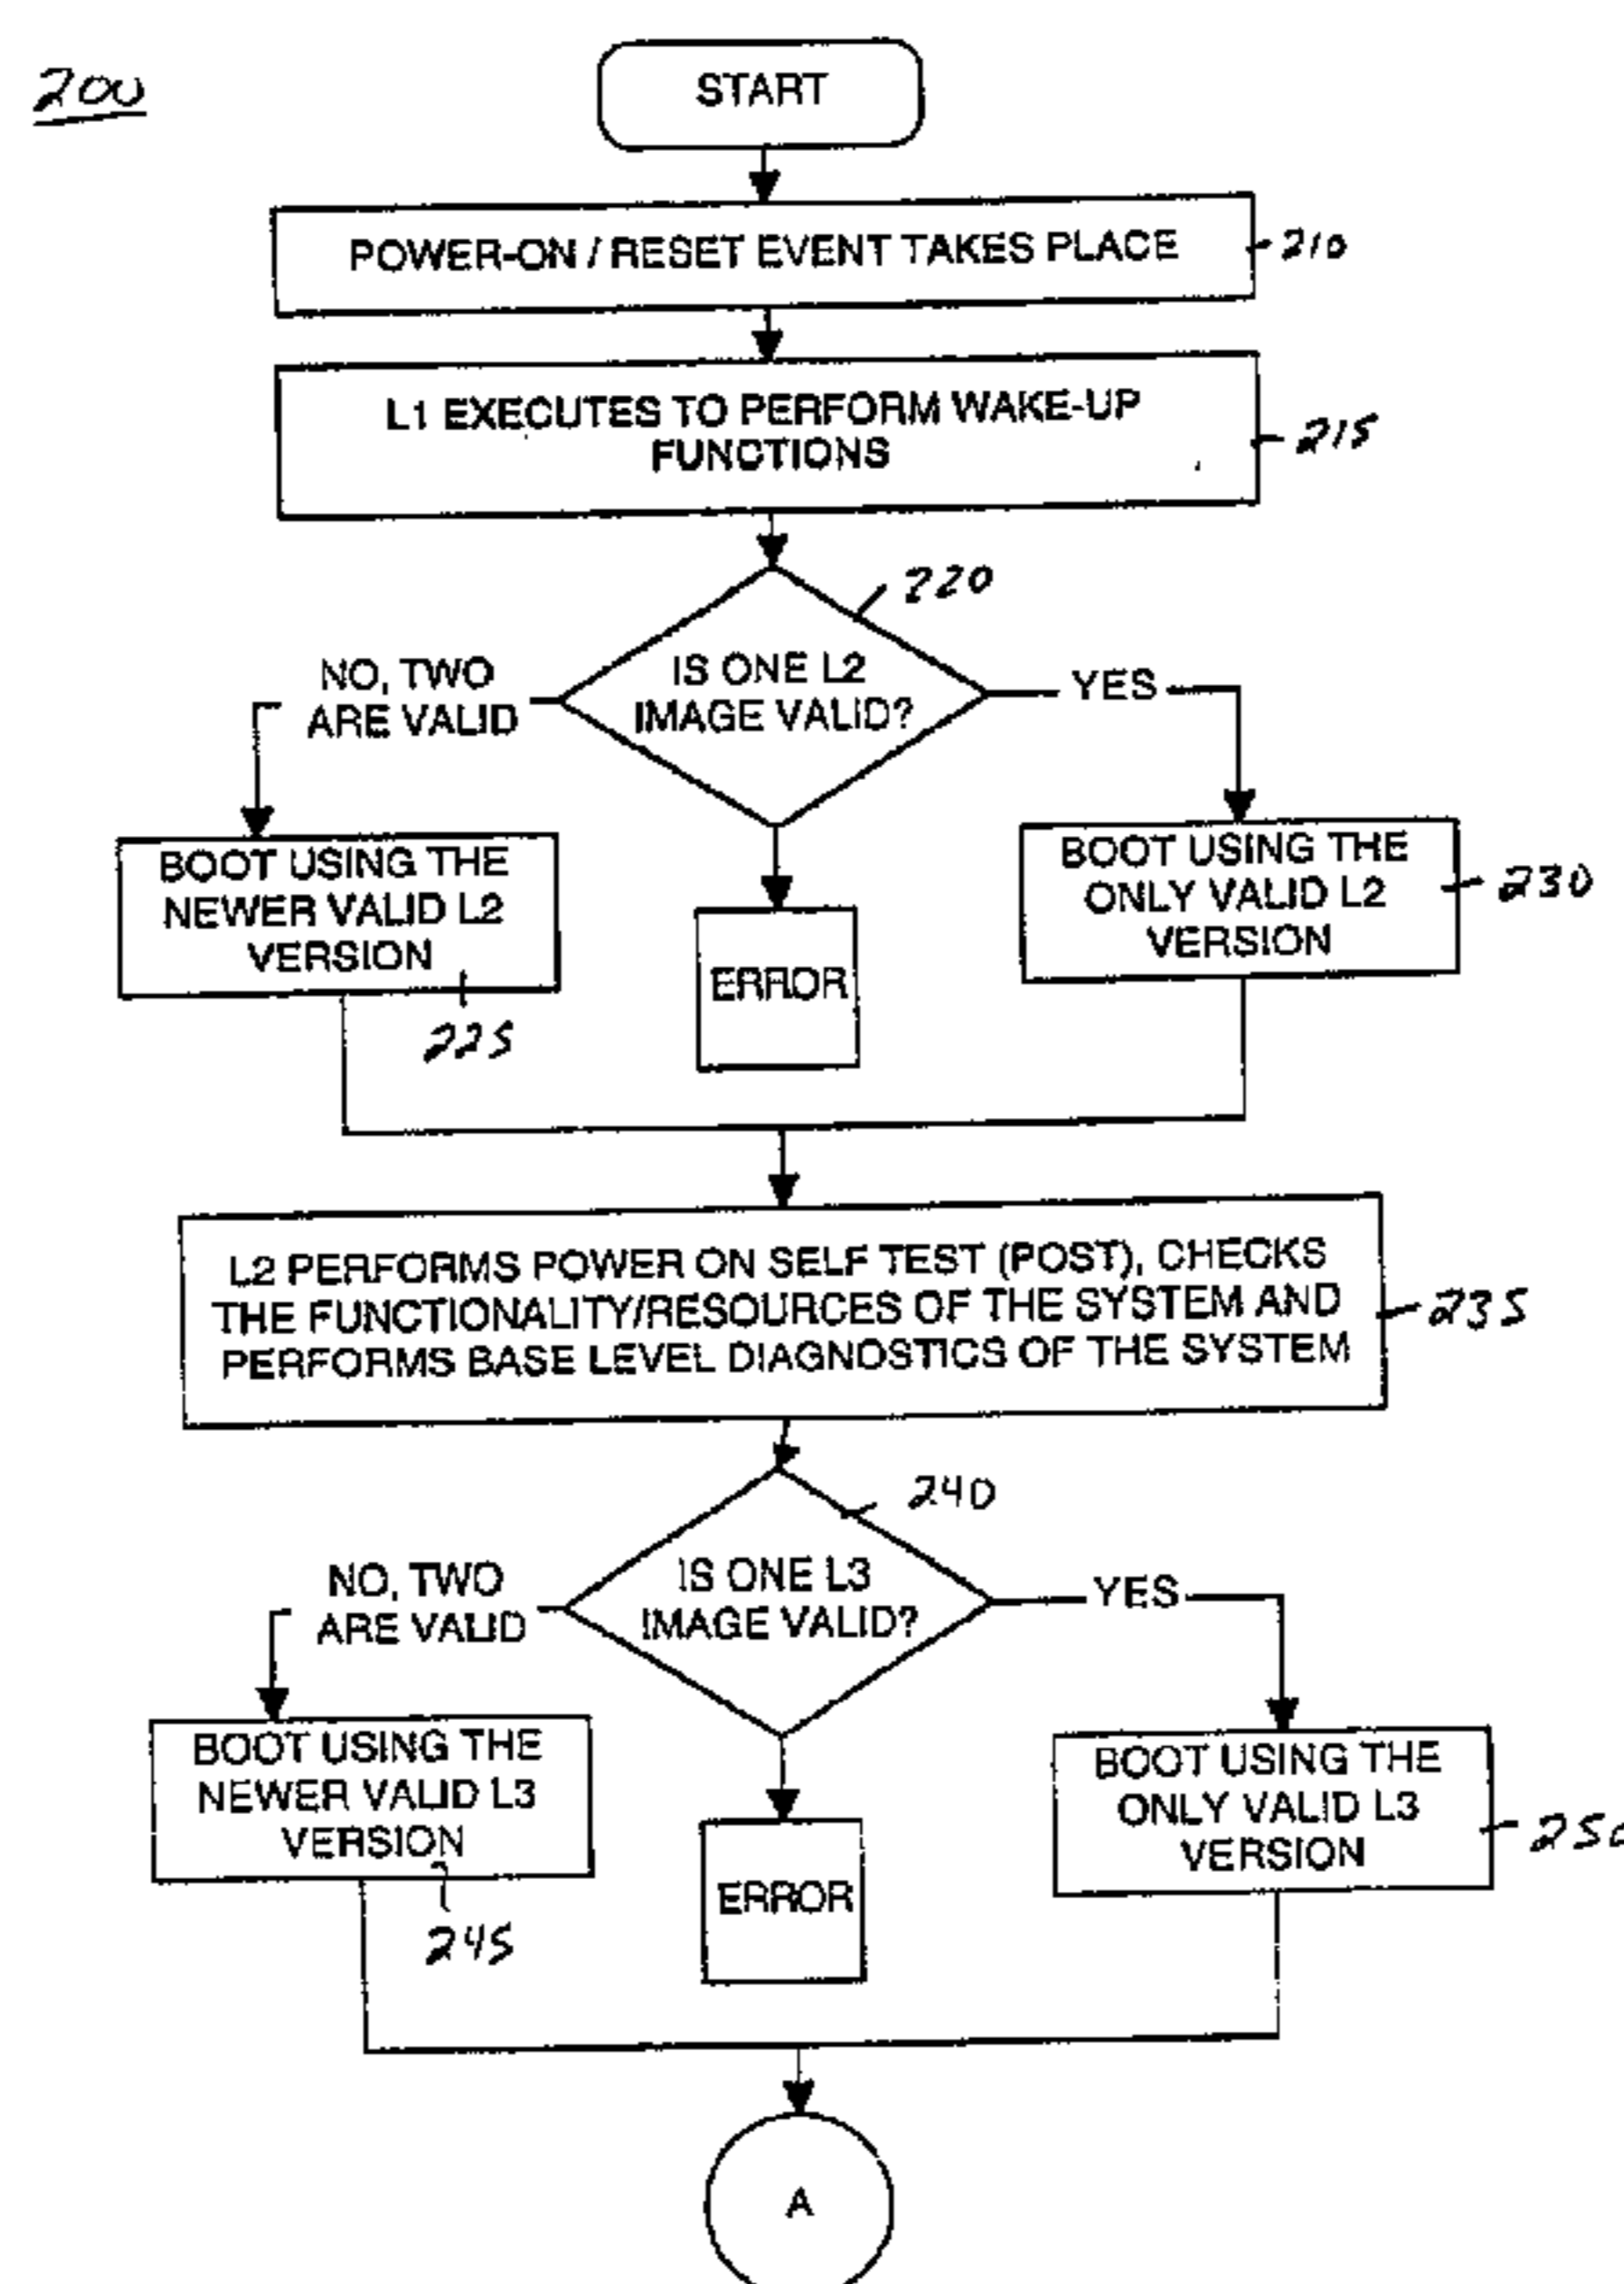 200
START
POWER-ON / RESET EVENT TAKES PLACE
210
L1 EXECUTES TO PERFORM WAKE-UP
FUNCTIONS
215
220
IS ONE L2
IMAGE VALID?
NO, TWO
ARE VALID
YES
BOOT USING THE
NEWER VALID L2
VERSION
225
ERROR
BOOT USING THE
ONLY VALID L2
VERSION
230
L2 PERFORMS POWER ON SELF TEST (POST), CHECKS
THE FUNCTIONALITY/RESOURCES OF THE SYSTEM AND
PERFORMS BASE LEVEL DIAGNOSTICS OF THE SYSTEM
235
240
IS ONE L3
IMAGE VALID?
NO, TWO
ARE VALID
YES
BOOT USING THE
NEWER VALID L3
VERSION
245
ERROR
BOOT USING THE
ONLY VALID L3
VERSION
250
A